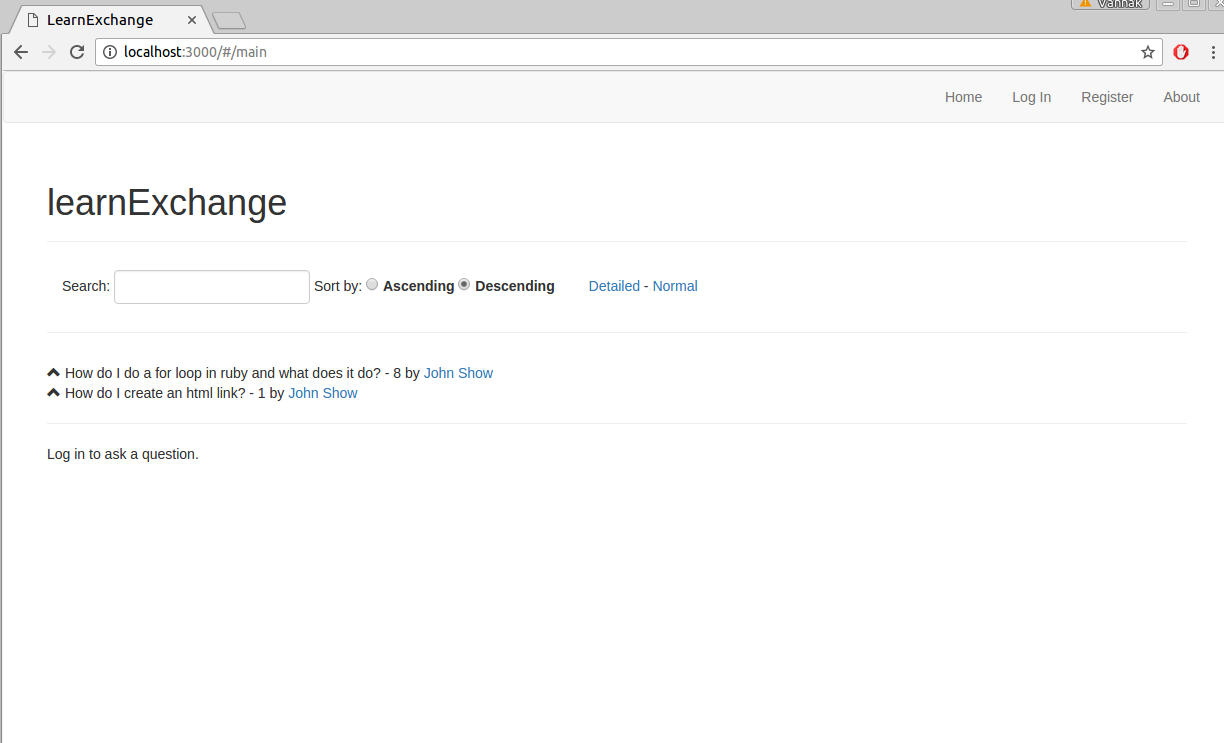 Vannak
LearnExchange
localhost:3000/#/main
Home Log In Register About
learnExchange
Search: Sort by: Ascending Descending Detailed - Normal
How do I do a for loop in ruby and what does it do? - 8 by John Show
How do I create an html link? - 1 by John Show
Log in to ask a question.